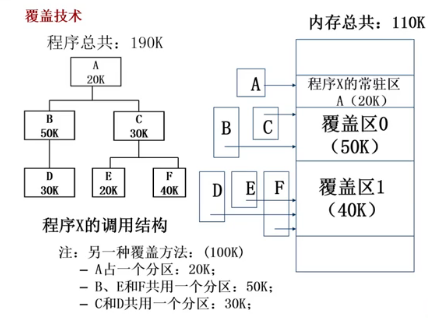 覆盖技术
程序总共：190K
A
20K
B
50K
C
30K
D
30K
E
20K
F
40K
程序X的调用结构
内存总共：110K
A
程序X的常驻区
A（20K）
B
C
覆盖区0
（50K）
D
E
F
覆盖区1
（40K）
注：另一种覆盖方法：(100K)
– A占一个分区：20K；
– B、E和F共用一个分区：50K；
– C和D共用一个分区：30K；